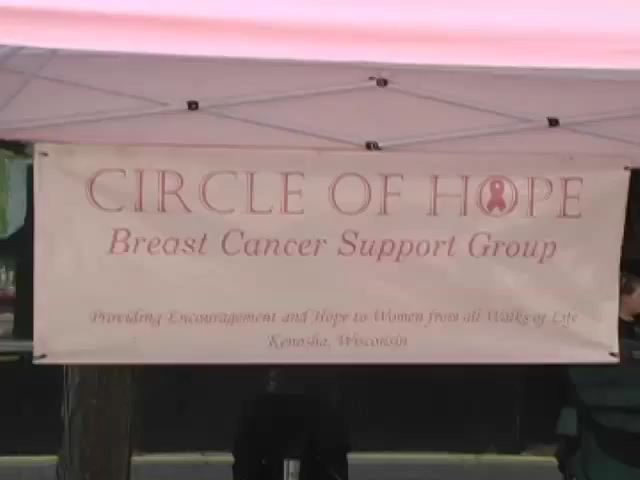 CIRCLE OF HOPE
Breast Cancer Support Group
Providing Encouragement and Hope to Women from all Walks of Life
Kenosha, Wisconsin